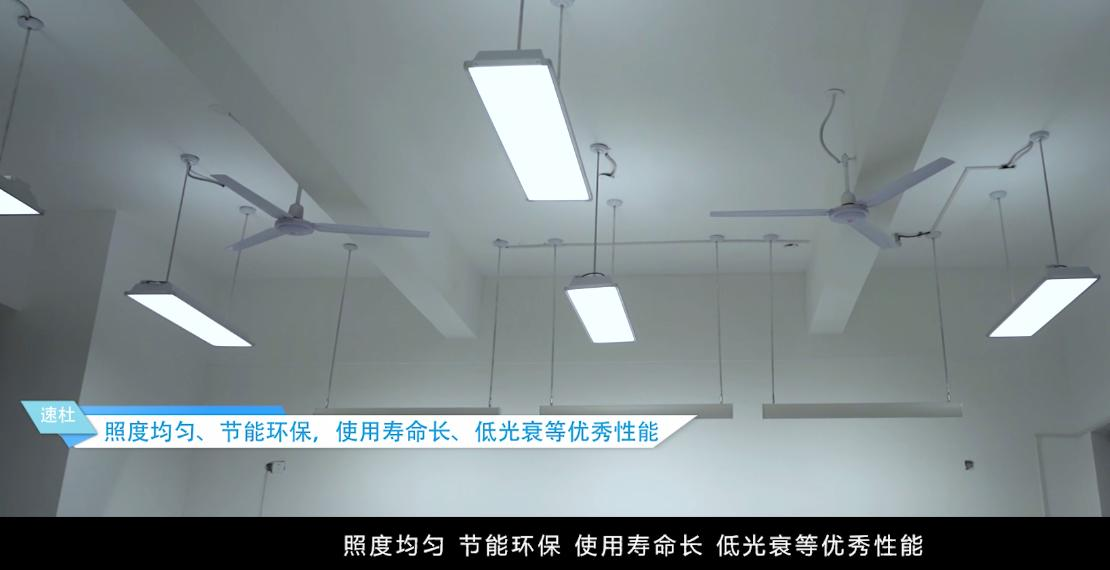 速杜
照度均匀、节能环保，使用寿命长、低光衰等优秀性能
照度均匀 节能环保 使用寿命长 低光衰等优秀性能